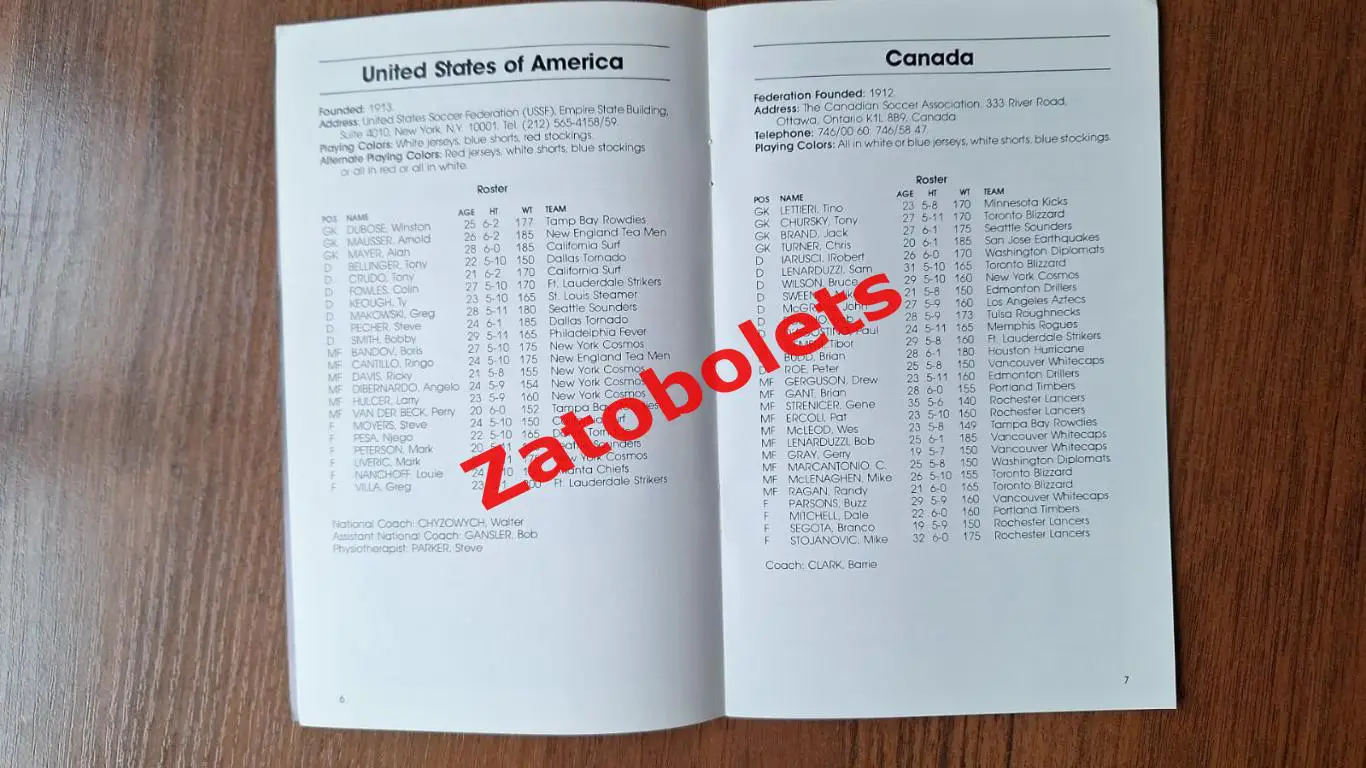 United States of America
Founded: 1913.
Address: United States Soccer Federation (USSF), Empire State Building,
Suite 4010, New York, N.Y. 10001. Tel. (212) 565-4158/59.
Playing Colors: White jerseys, blue shorts, red stockings.
Alternate Playing Colors: Red jerseys, white shorts, blue stockings
or all in red or all in white.
Roster
POS NAME AGE HT WT TEAM
GK DUBOSE, Winston 25 6-2 177 Tamp Bay Rowdies
GK MAUSSER, Arnold 26 6-2 185 New England Tea Men
GK MAYER, Alan 28 6-0 185 California Surf
D BELLINGER, Tony 22 5-10 150 Dallas Tornado
D CRUDO, Tony 21 6-2 170 California Surf
D FOWLES, Colin 27 5-10 170 Ft. Lauderdale Strikers
D KEOUGH, Ty 23 5-10 165 St. Louis Steamer
D MAKOWSKI, Greg 28 5-11 180 Seattle Sounders
D PECHER, Steve 24 6-1 185 Dallas Tornado
D SMITH, Bobby 29 5-11 165 Philadelphia Fever
MF BANDOV, Boris 27 5-10 175 New York Cosmos
MF CANTILLO, Ringo 24 5-10 175 New England Tea Men
MF DAVIS, Ricky 21 5-8 155 New York Cosmos
MF DIBERNARDO, Angelo 24 5-9 154 New York Cosmos
MF HULCER, Larry 23 5-9 160 New York Cosmos
MF VAN DER BECK, Perry 20 6-0 152 Tampa Bay Rowdies
F MOYERS, Steve 24 5-10 150 Surf
F PESA, Njego 22 5-10 165
F PETERSON, Mark 20 5-11 Sounders
F LIVERIC, Mark 175 New York Cosmos
F NANCHOFF, Louie 24 Chiefs
F VILLA, Greg 23 200 Ft. Lauderdale Strikers
National Coach: CHYZOWYCH, Walter
Assistant National Coach: GANSLER, Bob
Physiotherapist: PARKER, Steve
6
Canada
Federation Founded: 1912.
Address: The Canadian Soccer Association, 333 River Road,
Ottawa, Ontario K1L 8B9, Canada
Telephone: 746/00 60: 746/58 47.
Playing Colors: All in white or blue jerseys, white shorts, blue stockings.
Roster
POS NAME AGE HT WT TEAM
GK LETTIERI, Tino 23 5-8 170 Minnesota Kicks
GK CHURSKY, Tony 27 5-11 170 Toronto Blizzard
GK BRAND, Jack 27 6-1 175 Seattle Sounders
GK TURNER, Chris 20 6-1 185 San Jose Earthquakes
D IARUSCI, IRobert 26 6-0 170 Washington Diplomats
D LENARDUZZI, Sam 31 5-10 165 Toronto Blizzard
D WILSON, Bruce 29 5-10 160 New York Cosmos
D Mike 21 5-8 150 Edmonton Drillers
D John 27 5-9 160 Los Angeles Aztecs
D 28 5-9 173 Tulsa Roughnecks
D Paul 24 5-11 165 Memphis Rogues
Tibor 29 5-8 160 Ft. Lauderdale Strikers
BUDD, Brian 28 6-1 180 Houston Hurricane
D ROE, Peter 25 5-8 150 Vancouver Whitecaps
MF GERGUSON, Drew 23 5-11 160 Edmonton Drillers
MF GANT, Brian 28 6-0 155 Portland Timbers
MF STRENICER, Gene 35 5-6 140 Rochester Lancers
MF ERCOLI, Pat 23 5-10 160 Rochester Lancers
MF McLEOD, Wes 23 5-8 149 Tampa Bay Rowdies
MF LENARDUZZI, Bob 25 6-1 185 Vancouver Whitecaps
MF GRAY, Gerry 19 5-7 150 Vancouver Whitecaps
MF MARCANTONIO, C. 25 5-8 150 Washington Diplomats
MF McLENAGHEN, Mike 26 5-10 155 Toronto Blizzard
MF RAGAN, Randy 21 6-0 165 Toronto Blizzard
F PARSONS, Buzz 29 5-9 160 Vancouver Whitecaps
F MITCHELL, Dale 22 6-0 160 Portland Timbers
F SEGOTA, Branco 19 5-9 150 Rochester Lancers
F STOJANOVIC, Mike 32 6-0 175 Rochester Lancers
Coach: CLARK, Barrie
7
Zatobolets